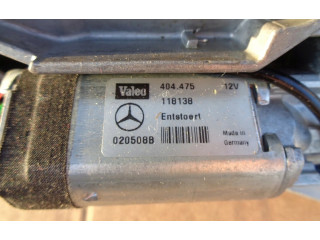 Valeo 404.475 12V
118138
Entstoert
020508B Made in
Germany